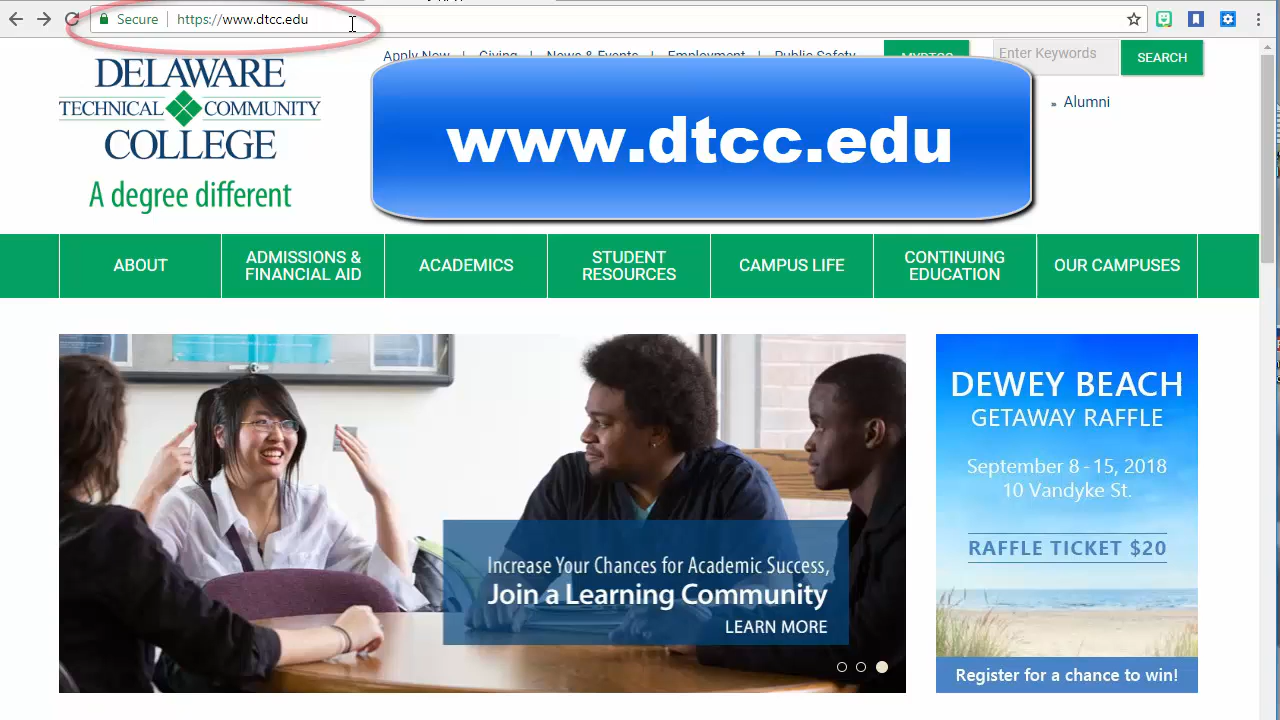 Secure https://www.dtcc.edu
Apply Now | Giving | News & Events | Employment | Public Safety
MYDTCC
Enter Keywords
SEARCH
» Alumni
DELAWARE
TECHNICAL COMMUNITY
COLLEGE
A degree different
www.dtcc.edu
ABOUT
ADMISSIONS &
FINANCIAL AID
ACADEMICS
STUDENT
RESOURCES
CAMPUS LIFE
CONTINUING
EDUCATION
OUR CAMPUSES
Increase Your Chances for Academic Success,
Join a Learning Community
LEARN MORE
DEWEY BEACH
GETAWAY RAFFLE
September 8 - 15, 2018
10 Vandyke St.
RAFFLE TICKET $20
Register for a chance to win!